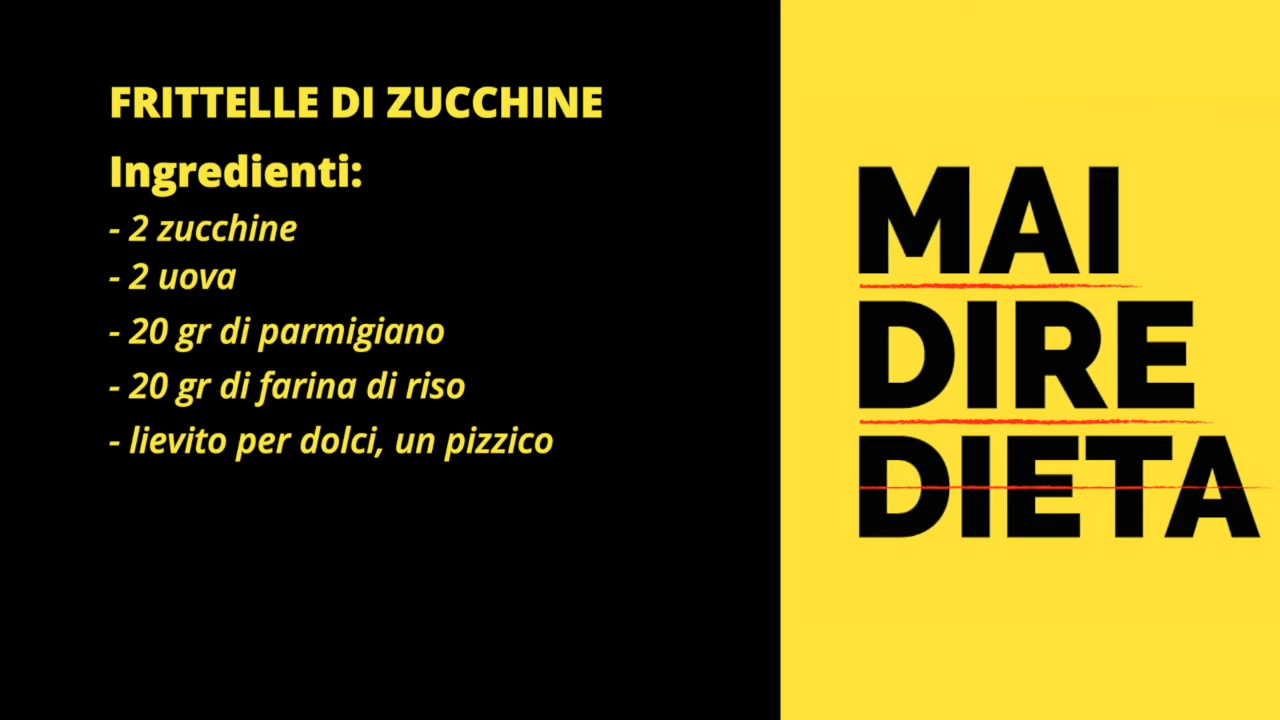 FRITTELLE DI ZUCCHINE
Ingredienti:
- 2 zucchine
- 2 uova
- 20 gr di parmigiano
- 20 gr di farina di riso
- lievito per dolci, un pizzico
MAI
DIRE
DIETA